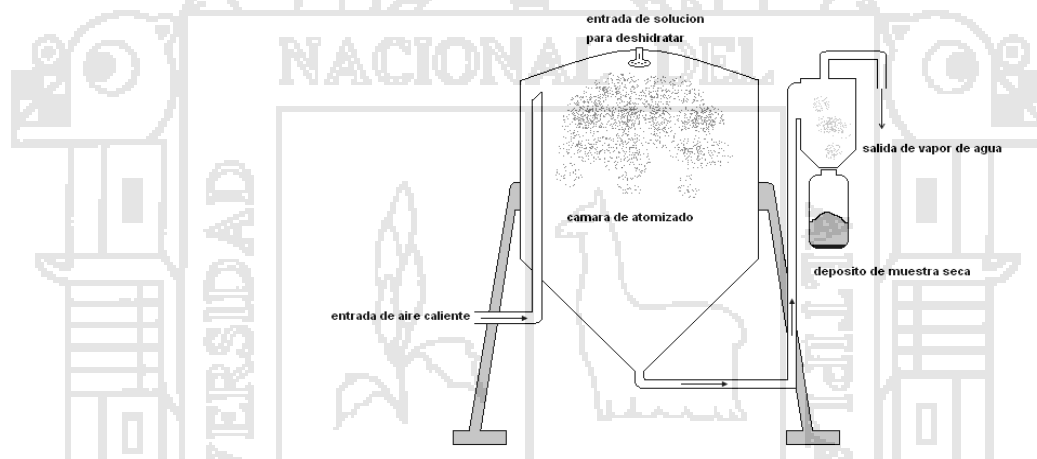 entrada de solucion
para deshidratar
NACIONAL DEL
salida de vapor de agua
camara de atomizado
deposito de muestra seca
entrada de aire caliente
VERSIDAD